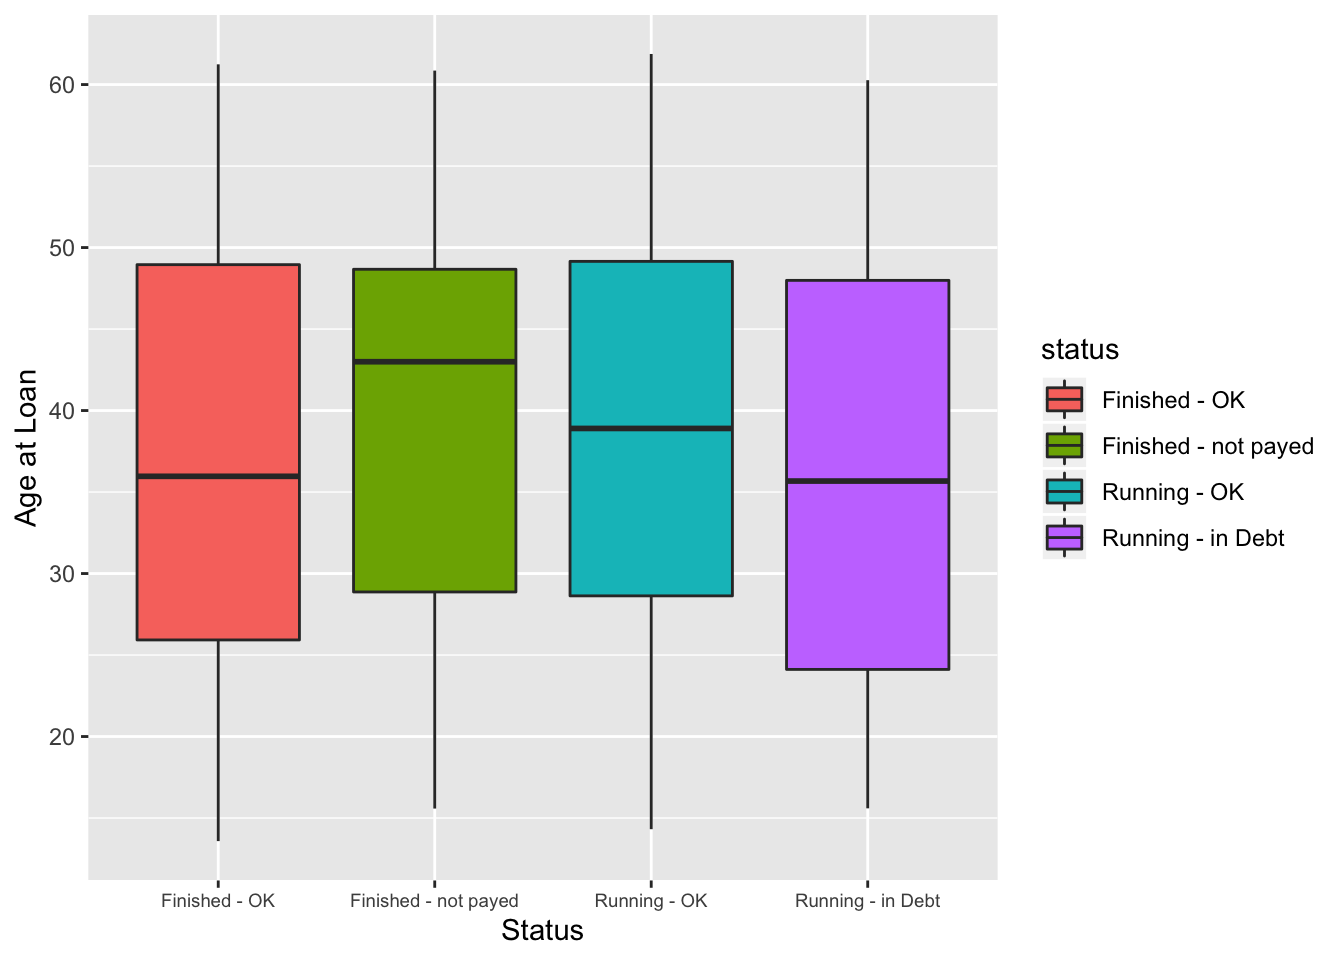 60
50
40
30
20
Age at Loan
Finished - OK
Finished - not payed
Running - OK
Running - in Debt
Status
status
Finished - OK
Finished - not payed
Running - OK
Running - in Debt